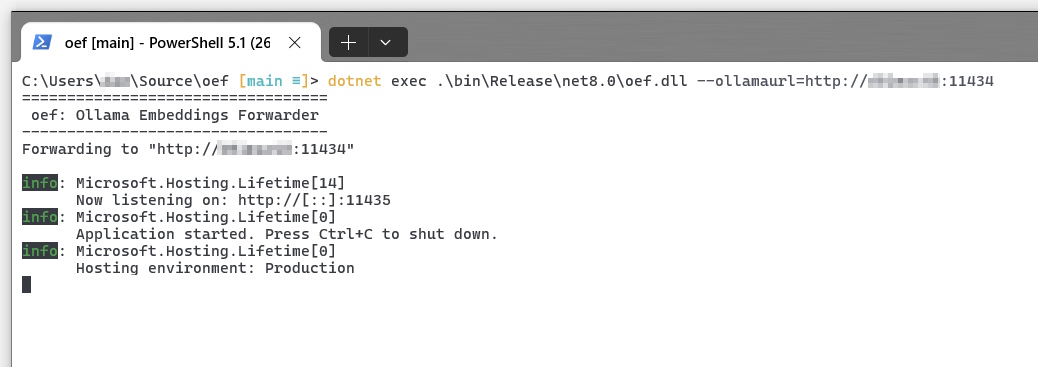 oef [main] - PowerShell 5.1 (26
C:\Users\ \Source\oef [main ≡]> dotnet exec .\bin\Release\net8.0\oef.dll --ollamaurl=http:// :11434
==================================
oef: Ollama Embeddings Forwarder
----------------------------------
Forwarding to "http:// :11434"
info: Microsoft.Hosting.Lifetime[14]
Now listening on: http://[::]:11435
info: Microsoft.Hosting.Lifetime[0]
Application started. Press Ctrl+C to shut down.
info: Microsoft.Hosting.Lifetime[0]
Hosting environment: Production